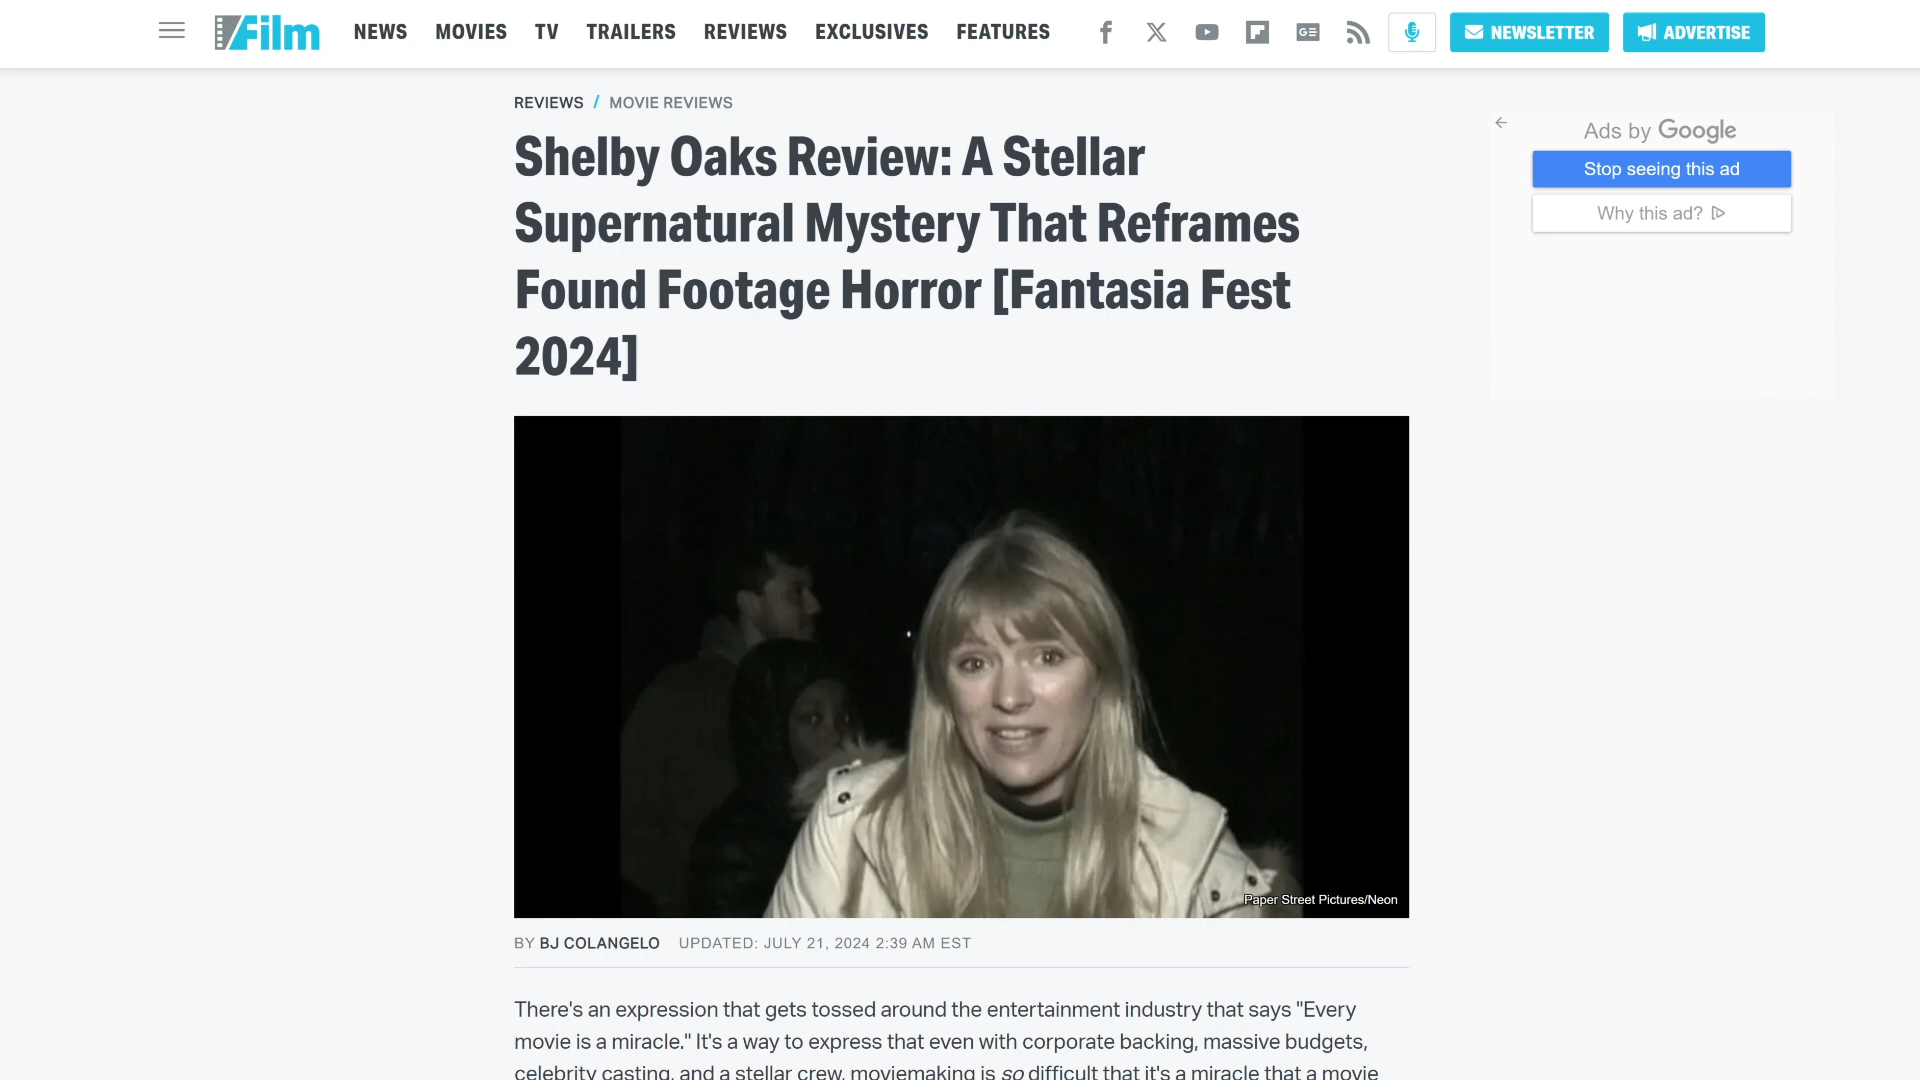 /Film
NEWS MOVIES TV TRAILERS REVIEWS EXCLUSIVES FEATURES
GE
NEWSLETTER
ADVERTISE
REVIEWS / MOVIE REVIEWS
Shelby Oaks Review: A Stellar
Supernatural Mystery That Reframes
Found Footage Horror [Fantasia Fest
2024]
Ads by Google
Stop seeing this ad
Why this ad?
Paper Street Pictures/Neon
BY BJ COLANGELO UPDATED: JULY 21, 2024 2:39 AM EST
There's an expression that gets tossed around the entertainment industry that says "Every
movie is a miracle." It's a way to express that even with corporate backing, massive budgets,
celebrity casting, and a stellar crew, moviemaking is so difficult that it's a miracle that a movie